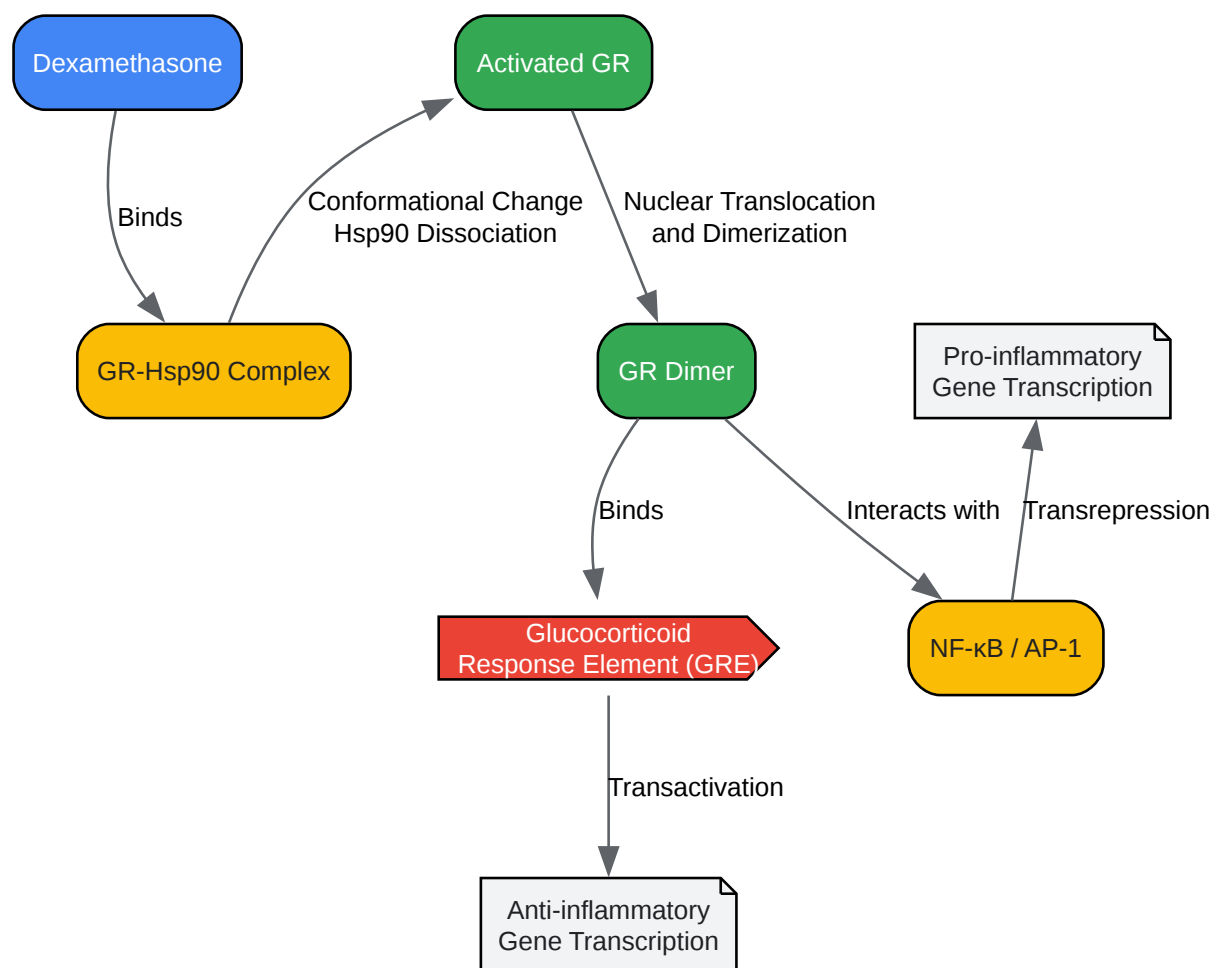 Dexamethasone
Activated GR
Binds
Conformational Change
Hsp90 Dissociation
Nuclear Translocation
and Dimerization
GR-Hsp90 Complex
GR Dimer
Pro-inflammatory
Gene Transcription
Binds
Interacts with
Transrepression
Glucocorticoid
Response Element (GRE)
NF-κB / AP-1
Transactivation
Anti-inflammatory
Gene Transcription